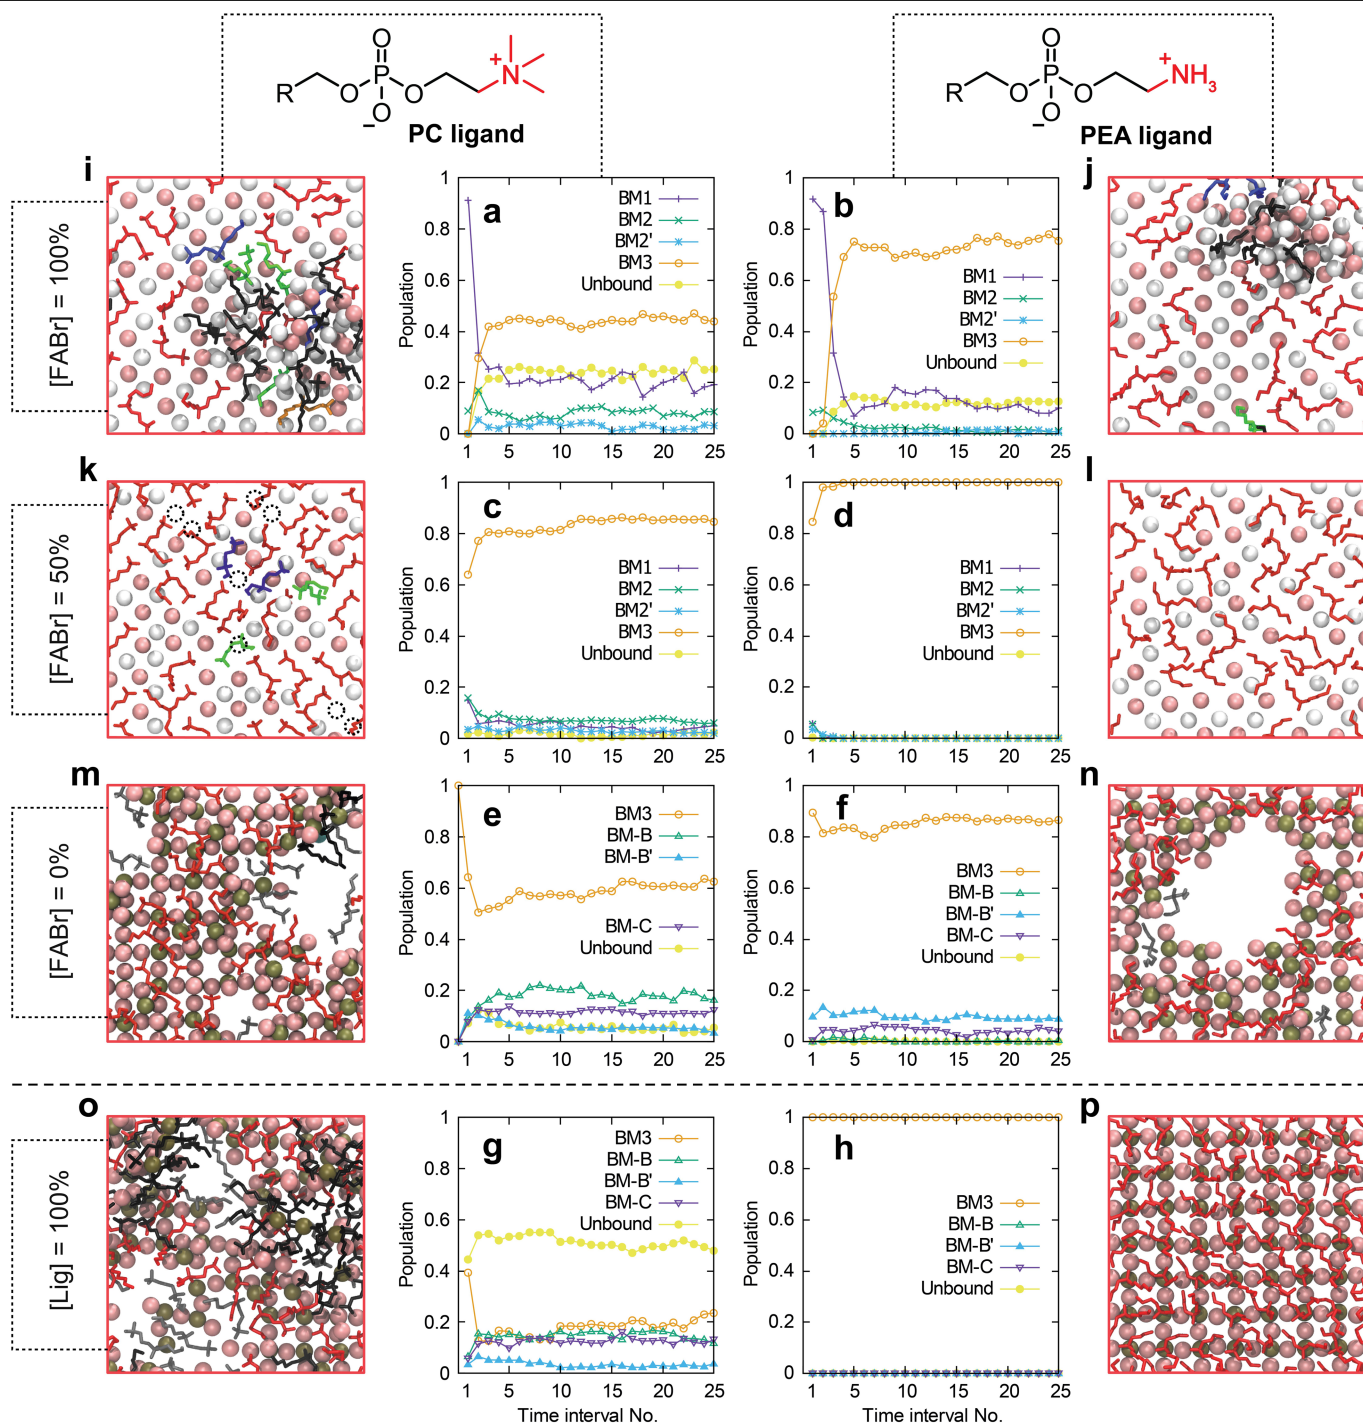 O
R
O
P
O
−
O
+
N
PC ligand
O
R
O
P
O
−
O
+
NH3
PEA ligand
i
[FABr] = 100%
a
BM1
BM2
BM2'
BM3
Unbound
Population
1
0.8
0.6
0.4
0.2
0
1 5 10 15 20 25
b
BM1
BM2
BM2'
BM3
Unbound
Population
1
0.8
0.6
0.4
0.2
0
1 5 10 15 20 25
j
k
[FABr] = 50%
c
BM1
BM2
BM2'
BM3
Unbound
Population
1
0.8
0.6
0.4
0.2
0
1 5 10 15 20 25
d
BM1
BM2
BM2'
BM3
Unbound
Population
1
0.8
0.6
0.4
0.2
0
1 5 10 15 20 25
l
m
[FABr] = 0%
e
BM3
BM-B
BM-B'
BM-C
Unbound
Population
1
0.8
0.6
0.4
0.2
0
1 5 10 15 20 25
f
BM3
BM-B
BM-B'
BM-C
Unbound
Population
1
0.8
0.6
0.4
0.2
0
1 5 10 15 20 25
n
o
[Lig] = 100%
g
BM3
BM-B
BM-B'
BM-C
Unbound
Population
1
0.8
0.6
0.4
0.2
0
1 5 10 15 20 25
Time interval No.
h
BM3
BM-B
BM-B'
BM-C
Unbound
Population
1
0.8
0.6
0.4
0.2
0
1 5 10 15 20 25
Time interval No.
p